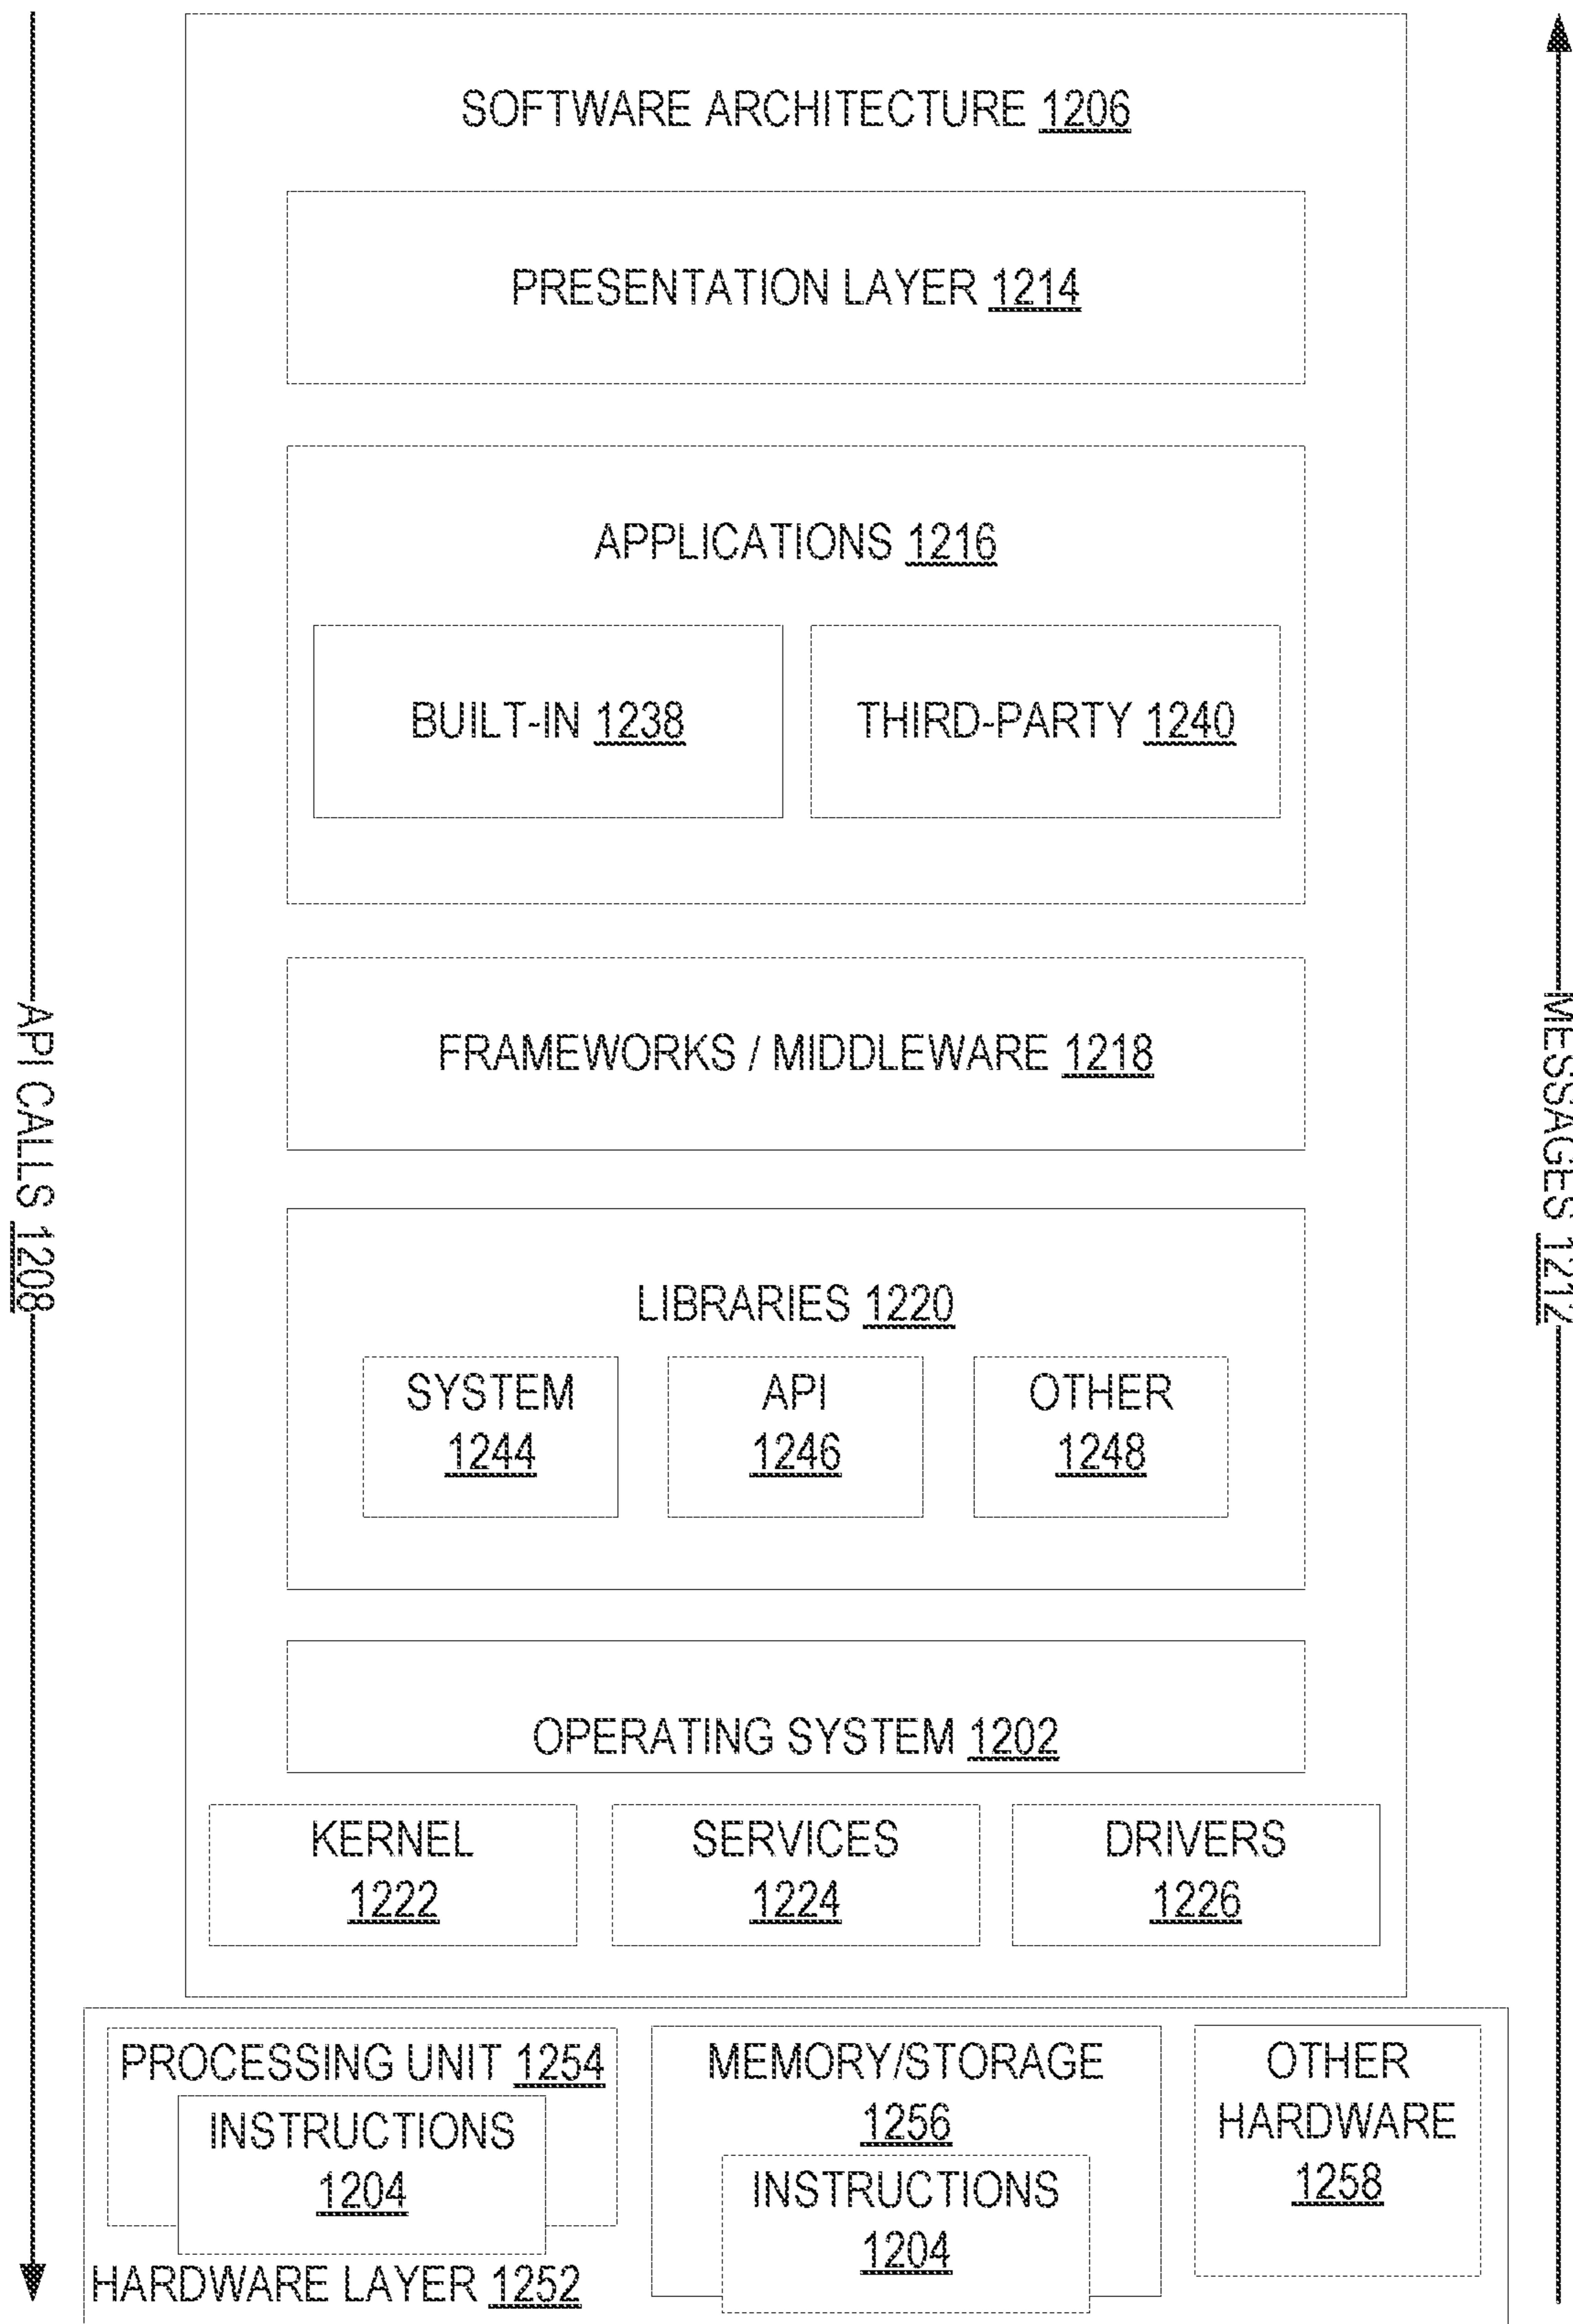 SOFTWARE ARCHITECTURE 1206
PRESENTATION LAYER 1214
APPLICATIONS 1216
BUILT-IN 1238
THIRD-PARTY 1240
FRAMEWORKS / MIDDLEWARE 1218
API CALLS 1208
MESSAGES 1212
LIBRARIES 1220
SYSTEM
1244
API
1246
OTHER
1248
OPERATING SYSTEM 1202
KERNEL
1222
SERVICES
1224
DRIVERS
1226
PROCESSING UNIT 1254
INSTRUCTIONS
1204
MEMORY/STORAGE
1256
INSTRUCTIONS
1204
OTHER
HARDWARE
1258
HARDWARE LAYER 1252